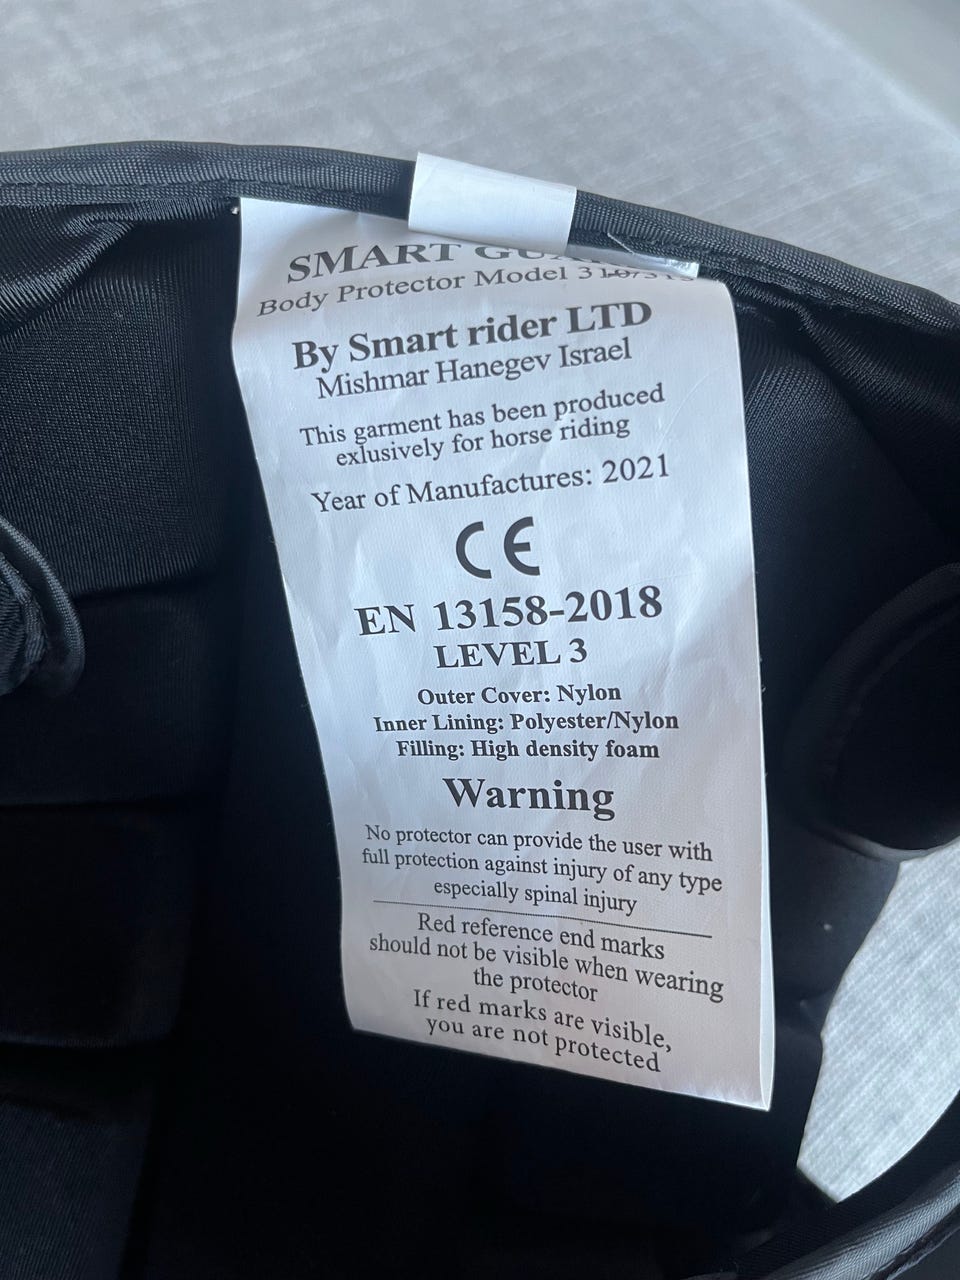 SMART
Body Protector Model 3
By Smart rider LTD
Mishmar Hanegev Israel
This garment has been produced
exlusively for horse riding
Year of Manufactures: 2021
CE
EN 13158-2018
LEVEL 3
Outer Cover: Nylon
Inner Lining: Polyester/Nylon
Filling: High density foam
Warning
No protector can provide the user with
full protection against injury of any type
especially spinal injury
Red reference end marks
should not be visible when wearing
the protector
If red marks are visible,
you are not protected